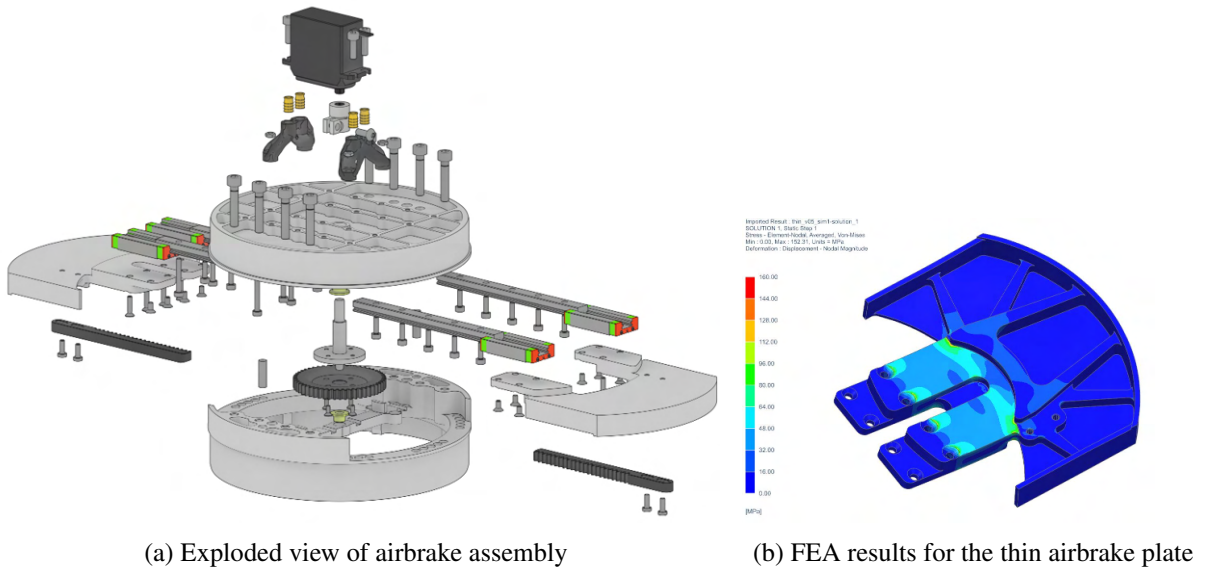 Imported Result : thin_v05_sim1-solution_1
SOLUTION 1, Static Step 1
Stress - Element-Nodal, Averaged, Von-Mises
Min : 0.00, Max : 152.31, Units = MPa
Deformation : Displacement - Nodal Magnitude
160.00
144.00
128.00
112.00
96.00
80.00
64.00
48.00
32.00
16.00
0.00
[MPa]
(a) Exploded view of airbrake assembly
(b) FEA results for the thin airbrake plate